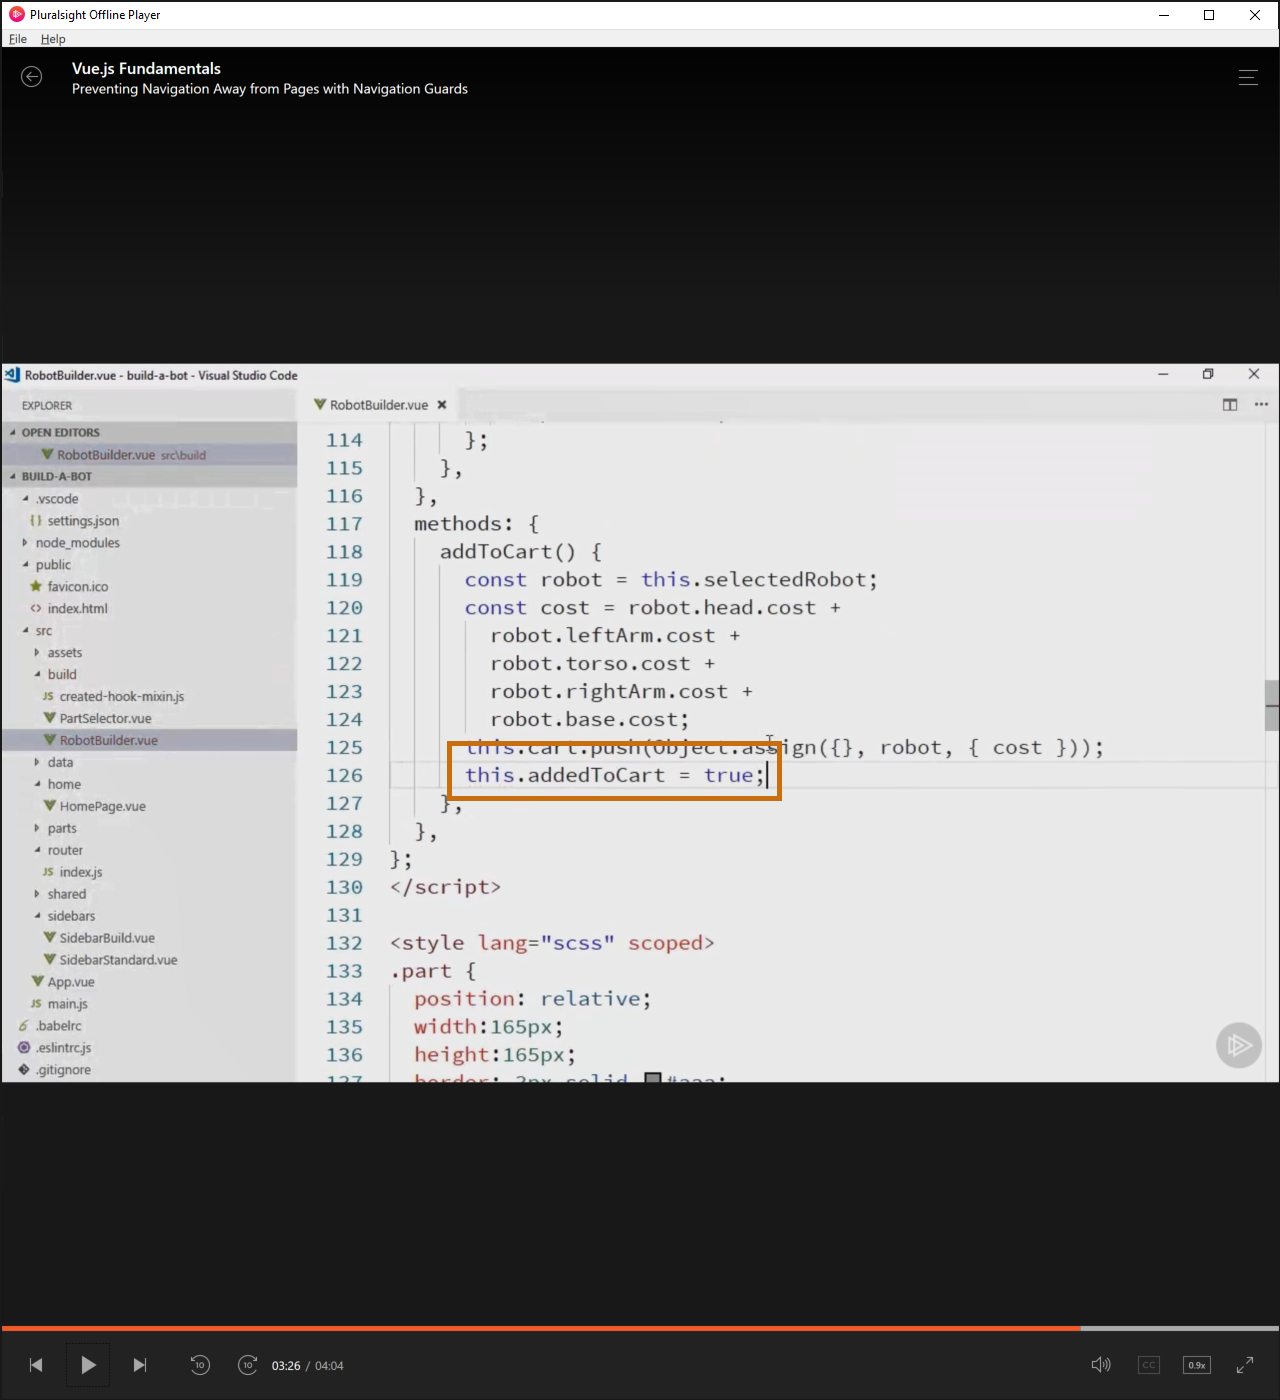 Pluralsight Offline Player
File Help
Vue.js Fundamentals
Preventing Navigation Away from Pages with Navigation Guards
RobotBuilder.vue - build-a-bot - Visual Studio Code
EXPLORER
OPEN EDITORS
RobotBuilder.vue src\build
BUILD-A-BOT
.vscode
{ } settings.json
node_modules
public
favicon.ico
<> index.html
src
assets
build
JS created-hook-mixin.js
PartSelector.vue
RobotBuilder.vue
data
home
HomePage.vue
parts
router
JS index.js
shared
sidebars
SidebarBuild.vue
SidebarStandard.vue
App.vue
JS main.js
.babelrc
.eslintrc.js
.gitignore
RobotBuilder.vue
114 };
115 },
116 },
117 methods: {
118 addToCart() {
119 const robot = this.selectedRobot;
120 const cost = robot.head.cost +
121 robot.leftArm.cost +
122 robot.torso.cost +
123 robot.rightArm.cost +
124 robot.base.cost;
125 this.cart.push(Object.assign({}, robot, { cost }));
126 this.addedToCart = true;
127 },
128 },
129 };
130 </script>
131
132 <style lang="scss" scoped>
133 .part {
134 position: relative;
135 width:165px;
136 height:165px;
137 border: 2px solid #aaa;
10
10
03:26 / 04:04
CC
0.9x